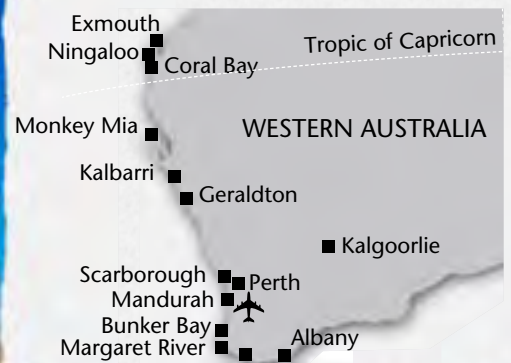 Exmouth
Tropic of Capricorn
Ningaloo
Coral Bay
Monkey Mia
WESTERN AUSTRALIA
Kalbarri
Geraldton
Kalgoorlie
Scarborough
Perth
Mandurah
Bunker Bay
Albany
Margaret River